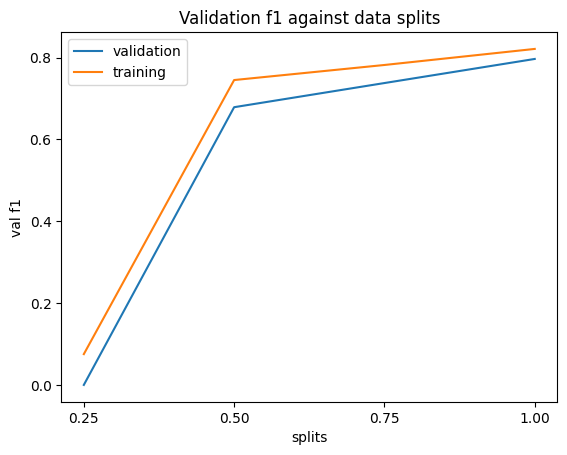 Validation f1 against data splits
validation
training
0.8
0.6
0.4
0.2
0.0
val f1
0.25
0.50
0.75
1.00
splits